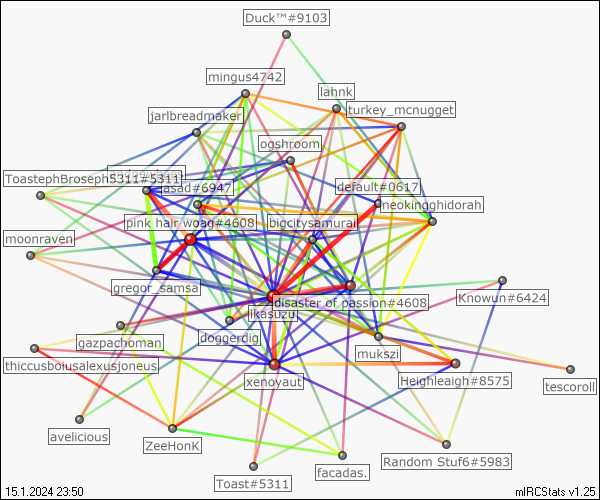 Duck™#9103
mingus4742
lahnk
turkey_mcnugget
jarlbreadmaker
ooshroom
ToastephBroseph5311#5311
asad#6947
default#0617
neokingghidorah
pink hair woag#4608
bigcitysamurai
moonraven
gregor_samsa
disaster of passion#4608
Knowun#6424
ikasuzu
doggerdig
gazpachoman
mukszi
thiccusboiusalexusjoneus
xenoyaut
Heighleaigh#8575
tescoroll
avelicious
ZeeHonK
Random Stuf6#5983
facadas.
Toast#5311
15.1.2024 23:50
mIRCStats v1.25